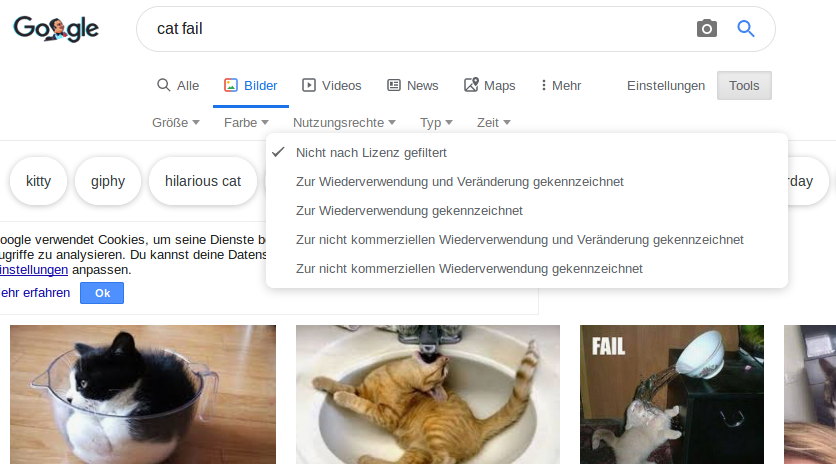 Google
cat fail
Alle Bilder Videos News Maps Mehr Einstellungen Tools
Größe Farbe Nutzungsrechte Typ Zeit
Nicht nach Lizenz gefiltert
Zur Wiederverwendung und Veränderung gekennzeichnet
Zur Wiederverwendung gekennzeichnet
Zur nicht kommerziellen Wiederverwendung und Veränderung gekennzeichnet
Zur nicht kommerziellen Wiederverwendung gekennzeichnet
kitty giphy hilarious cat rday
oogle verwendet Cookies, um seine Dienste be
ugriffe zu analysieren. Du kannst deine Datens
instellungen anpassen.
ehr erfahren Ok
FAIL